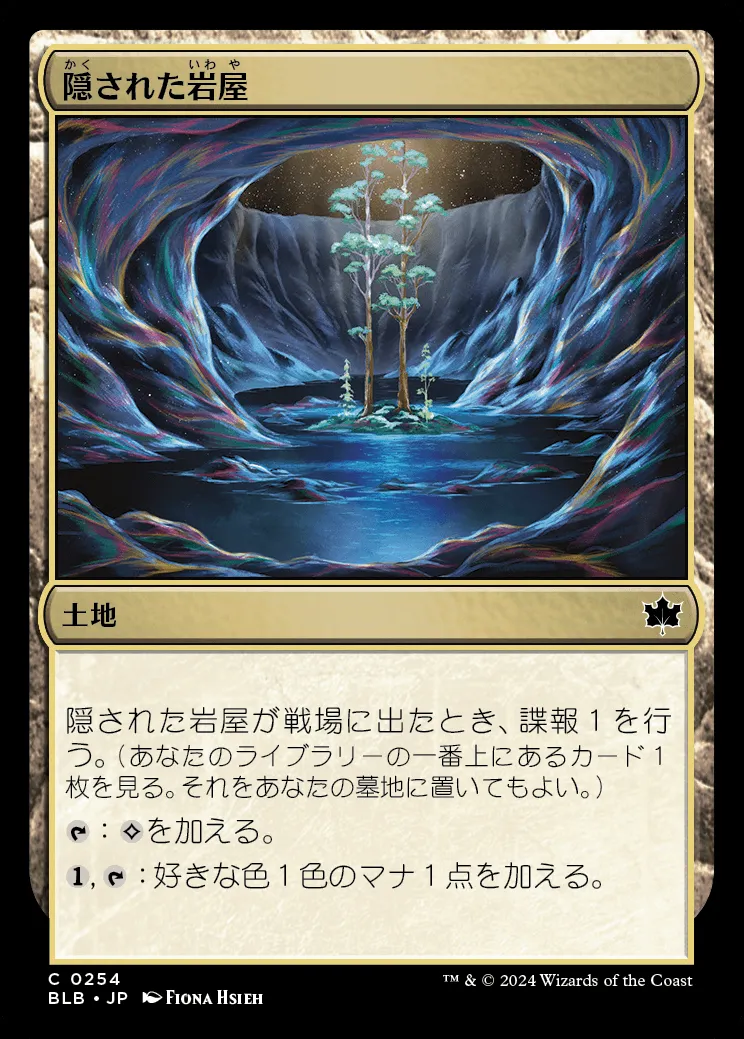 かく いわや
隠された岩屋
土地
隠された岩屋が戦場に出たとき、諜報1を行
う。（あなたのライブラリーの一番上にあるカード1
枚を見る。それをあなたの墓地に置いてもよい。）
：を加える。
1, ：好きな色1色のマナ1点を加える。
C 0254
BLB • JP FIONA HSIEH
™ & © 2024 Wizards of the Coast